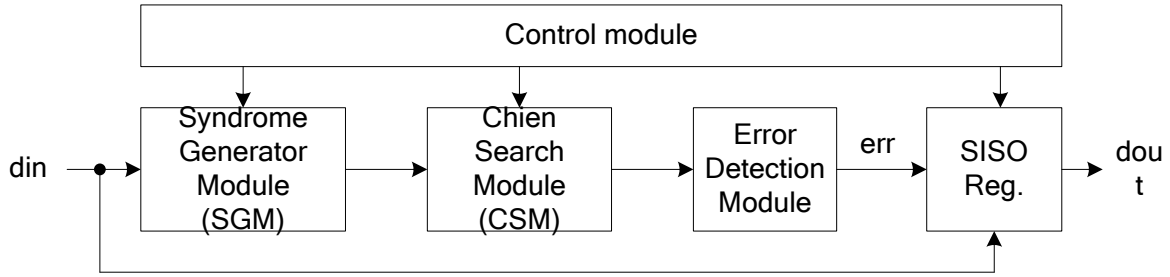 Control module
Syndrome
Generator
Module
(SGM)
Chien
Search
Module
(CSM)
Error
Detection
Module
err
SISO
Reg.
din
dou
t